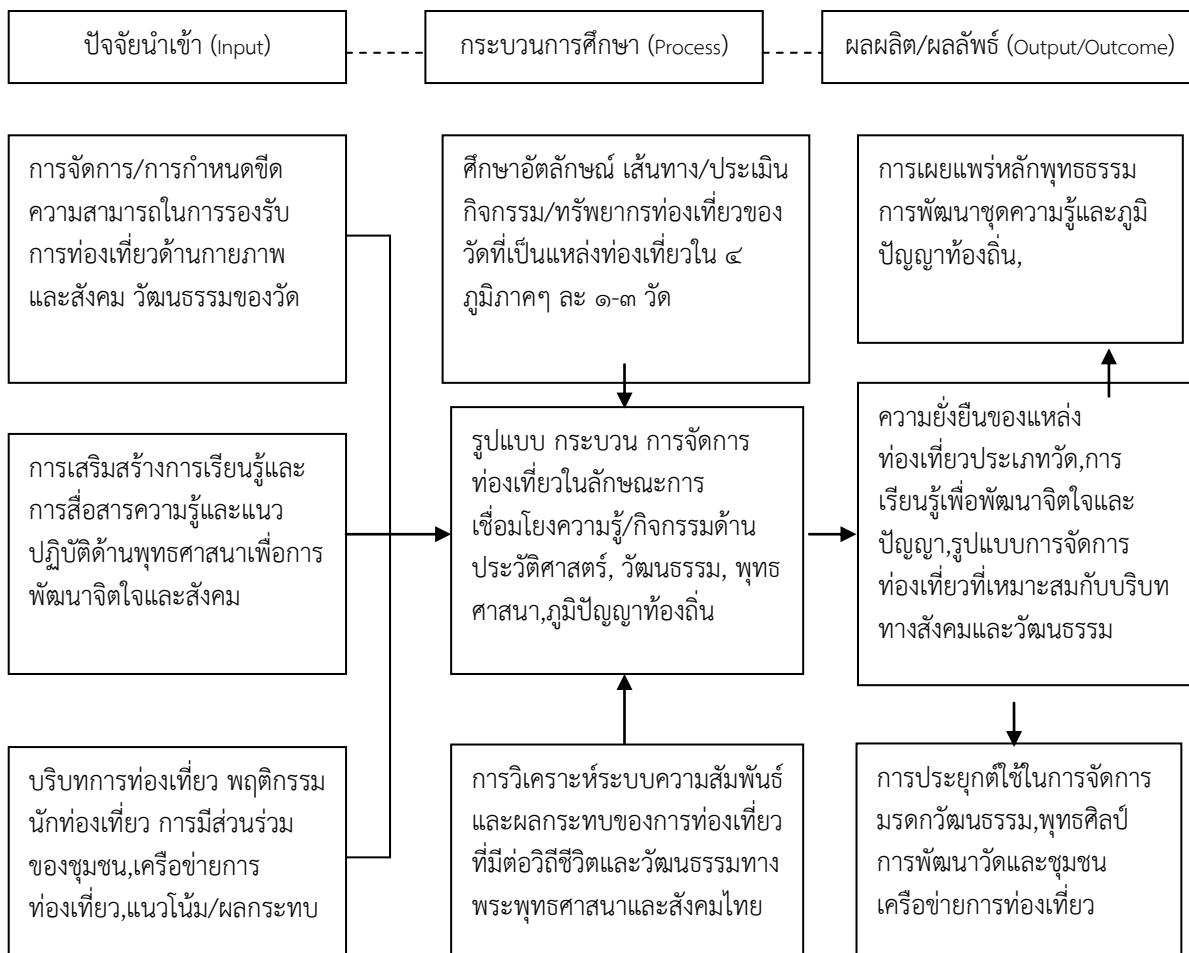 ปัจจัยนำเข้า (Input)
กระบวนการศึกษา (Process)
ผลผลิต/ผลลัพธ์ (Output/Outcome)
การจัดการ/การกำหนดขีด
ความสามารถในการรองรับ
การท่องเที่ยวด้านกายภาพ
และสังคม วัฒนธรรมของวัด
ศึกษาอัตลักษณ์ เส้นทาง/ประเมิน
กิจกรรม/ทรัพยากรท่องเที่ยวของ
วัดที่เป็นแหล่งท่องเที่ยวใน ๔
ภูมิภาคๆ ละ ๑-๓ วัด
การเผยแพร่หลักพุทธธรรม
การพัฒนาชุดความรู้และภูมิ
ปัญญาท้องถิ่น,
การเสริมสร้างการเรียนรู้และ
การสื่อสารความรู้และแนว
ปฏิบัติด้านพุทธศาสนาเพื่อการ
พัฒนาจิตใจและสังคม
รูปแบบ กระบวน การจัดการ
ท่องเที่ยวในลักษณะการ
เชื่อมโยงความรู้/กิจกรรมด้าน
ประวัติศาสตร์, วัฒนธรรม, พุทธ
ศาสนา,ภูมิปัญญาท้องถิ่น
ความยั่งยืนของแหล่ง
ท่องเที่ยวประเภทวัด,การ
เรียนรู้เพื่อพัฒนาจิตใจและ
ปัญญา,รูปแบบการจัดการ
ท่องเที่ยวที่เหมาะสมกับบริบท
ทางสังคมและวัฒนธรรม
บริบทการท่องเที่ยว พฤติกรรม
นักท่องเที่ยว การมีส่วนร่วม
ของชุมชน,เครือข่ายการ
ท่องเที่ยว,แนวโน้ม/ผลกระทบ
การวิเคราะห์ระบบความสัมพันธ์
และผลกระทบของการท่องเที่ยว
ที่มีต่อวิถีชีวิตและวัฒนธรรมทาง
พระพุทธศาสนาและสังคมไทย
การประยุกต์ใช้ในการจัดการ
มรดกวัฒนธรรม,พุทธศิลป์
การพัฒนาวัดและชุมชน
เครือข่ายการท่องเที่ยว